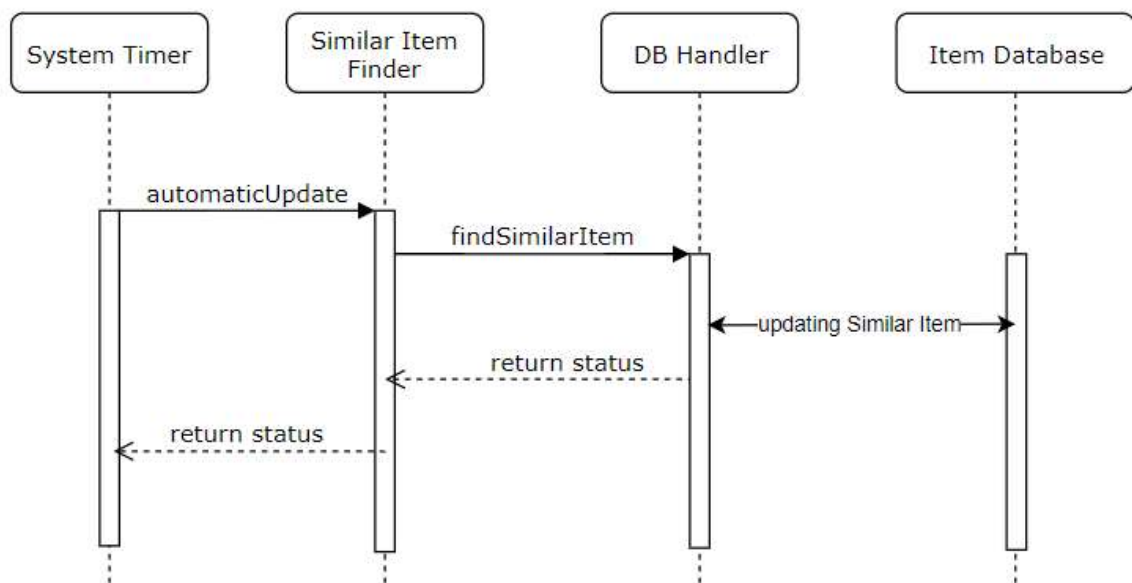 System Timer
Similar Item
Finder
DB Handler
Item Database
automaticUpdate
findSimilarItem
updating Similar Item
return status
return status